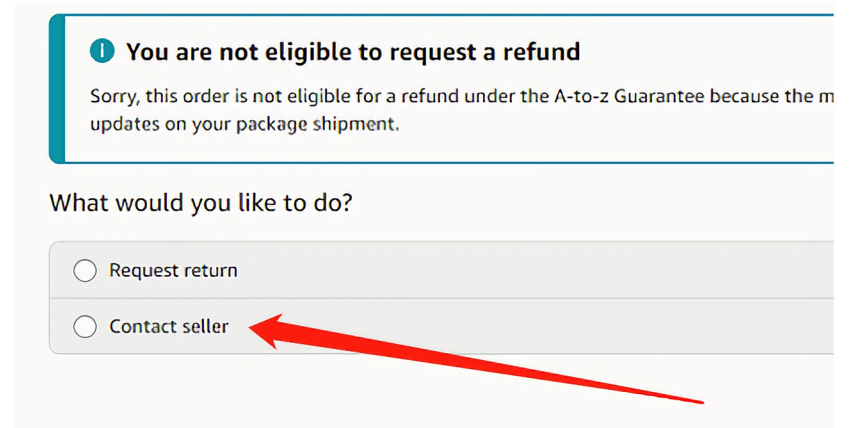 You are not eligible to request a refund
Sorry, this order is not eligible for a refund under the A-to-z Guarantee because the
updates on your package shipment.
What would you like to do?
Request return
Contact seller